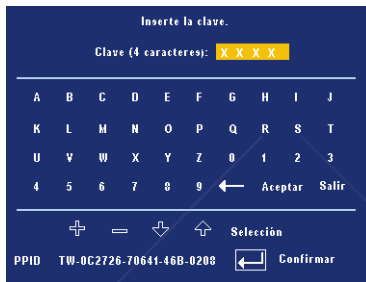 Inserte la clave.
Clave (4 caracteres): X X X X
A B C D E F G H I J
K L M N O P Q R S T
U V W X Y Z 0 1 2 3
4 5 6 7 8 9 ← Aceptar Salir
+ − Selección
PPID TW-0C2726-70641-46B-0208 Confirmar